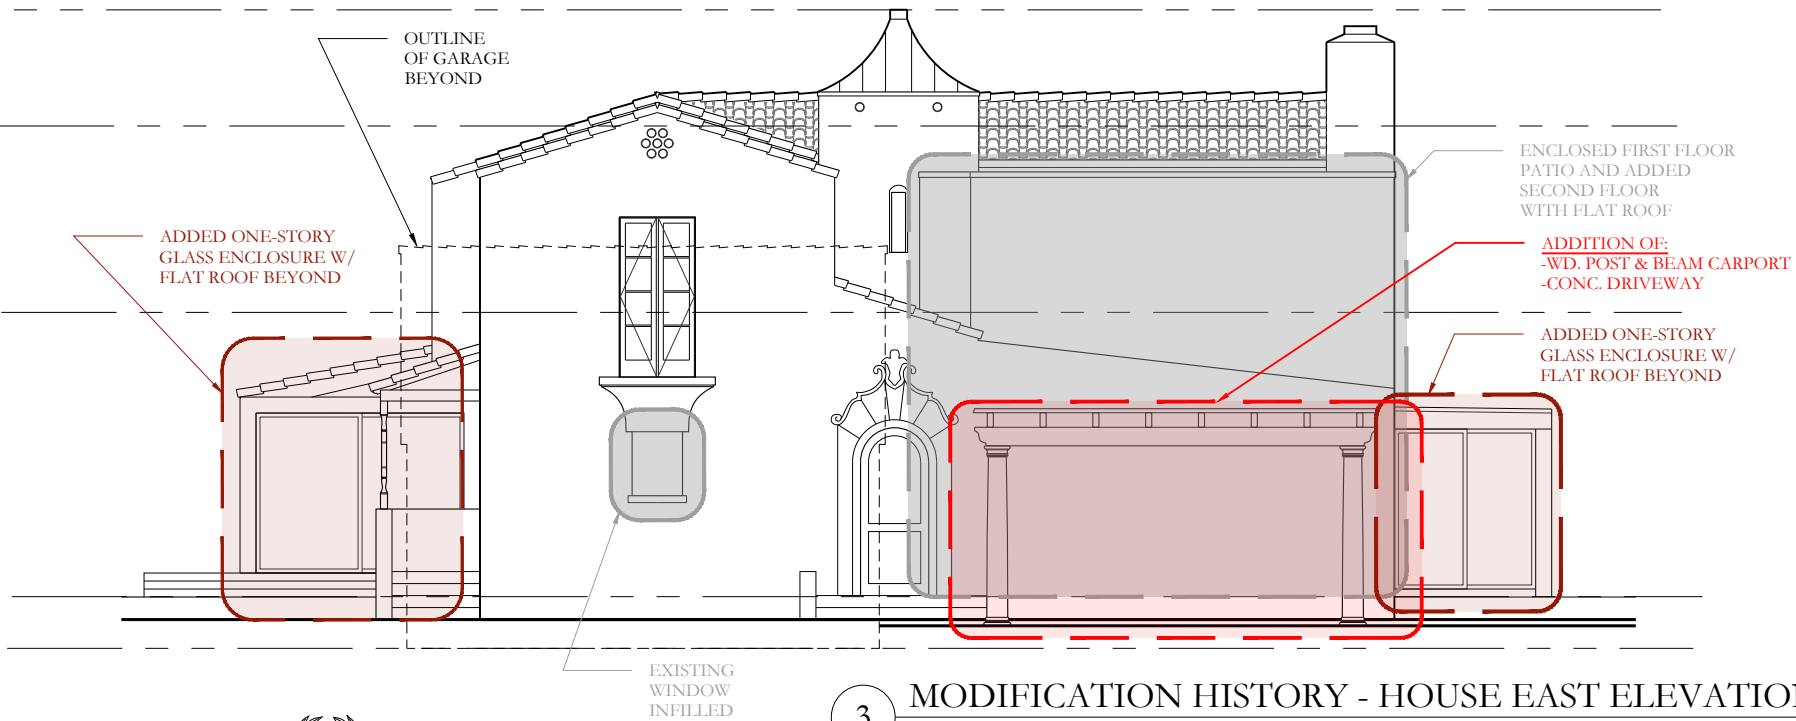 OUTLINE
OF GARAGE
BEYOND
ADDED ONE-STORY
GLASS ENCLOSURE W/
FLAT ROOF BEYOND
ENCLOSED FIRST FLOOR
PATIO AND ADDED
SECOND FLOOR
WITH FLAT ROOF
ADDITION OF:
-WD. POST & BEAM CARPORT
-CONC. DRIVEWAY
ADDED ONE-STORY
GLASS ENCLOSURE W/
FLAT ROOF BEYOND
EXISTING
WINDOW
INFILLED
3
MODIFICATION HISTORY - HOUSE EAST ELEVATION